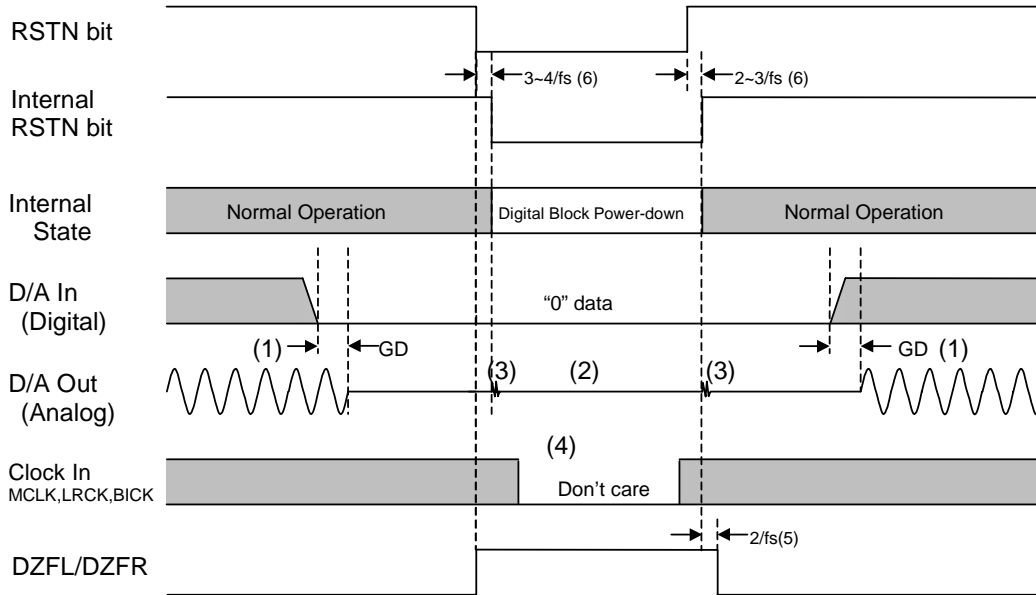 RSTN bit
3~4/fs (6)
2~3/fs (6)
Internal
RSTN bit
Internal
State
Normal Operation
Digital Block Power-down
Normal Operation
D/A In
(Digital)
“0” data
(1)
GD
GD
(1)
D/A Out
(Analog)
(3)
(2)
(3)
(4)
Clock In
MCLK,LRCK,BICK
Don’t care
2/fs(5)
DZFL/DZFR